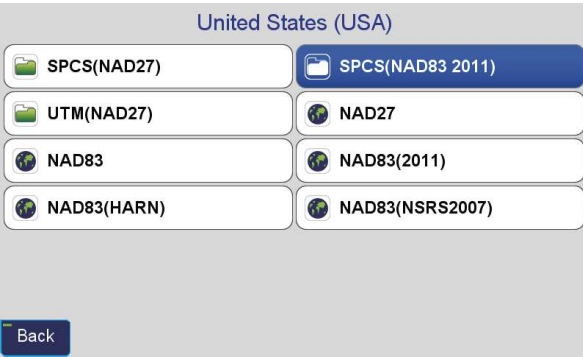 United States (USA)
SPCS(NAD27)
SPCS(NAD83 2011)
UTM(NAD27)
NAD27
NAD83
NAD83(2011)
NAD83(HARN)
NAD83(NSRS2007)
Back